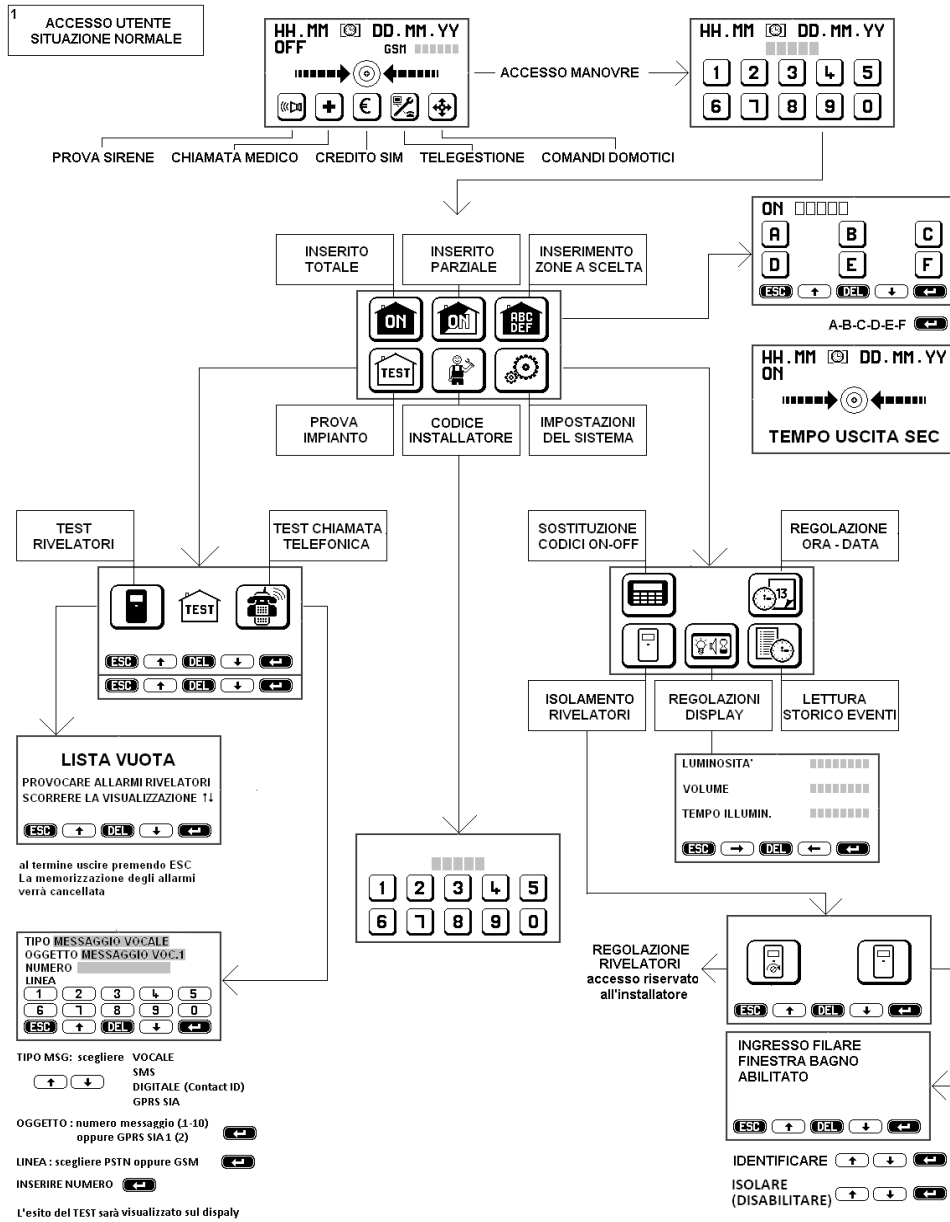 1
ACCESSO UTENTE
SITUAZIONE NORMALE
HH.MM DD.MM.YY
OFF GSM
ACCESSO MANOVRE
HH.MM DD.MM.YY
1 2 3 4 5
6 7 8 9 0
€
PROVA SIRENE CHIAMATA MEDICO CREDITO SIM TELEGESTIONE COMANDI DOMOTICI
ON
A B C
D E F
ESC DEL
A-B-C-D-E-F
INSERITO
TOTALE
INSERITO
PARZIALE
INSERIMENTO
ZONE A SCELTA
ON ON ABC
DEF
TEST
PROVA
IMPIANTO
CODICE
INSTALLATORE
IMPOSTAZIONI
DEL SISTEMA
HH.MM DD.MM.YY
ON
TEMPO USCITA SEC
TEST
RIVELATORI
TEST CHIAMATA
TELEFONICA
TEST
ESC DEL
ESC DEL
SOSTITUZIONE
CODICI ON-OFF
REGOLAZIONE
ORA - DATA
13
ISOLAMENTO
RIVELATORI
REGOLAZIONI
DISPLAY
LETTURA
STORICO EVENTI
LISTA VUOTA
PROVOCARE ALLARMI RIVELATORI
SCORRERE LA VISUALIZZAZIONE ↑↓
ESC DEL
al termine uscire premendo ESC
La memorizzazione degli allarmi
verrà cancellata
LUMINOSITA'
VOLUME
TEMPO ILLUMIN.
ESC DEL
1 2 3 4 5
6 7 8 9 0
TIPO MESSAGGIO VOCALE
OGGETTO MESSAGGIO VOC.1
NUMERO
LINEA
1 2 3 4 5
6 7 8 9 0
ESC DEL
TIPO MSG: scegliere VOCALE
SMS
DIGITALE (Contact ID)
GPRS SIA
OGGETTO : numero messaggio (1-10)
oppure GPRS SIA1 (2)
LINEA : scegliere PSTN oppure GSM
INSERIRE NUMERO
L'esito del TEST sarà visualizzato sul dispaly
REGOLAZIONE
RIVELATORI
accesso riservato
all'installatore
ESC DEL
INGRESSO FILARE
FINESTRA BAGNO
ABILITATO
ESC DEL
IDENTIFICARE
ISOLARE
(DISABILITARE)